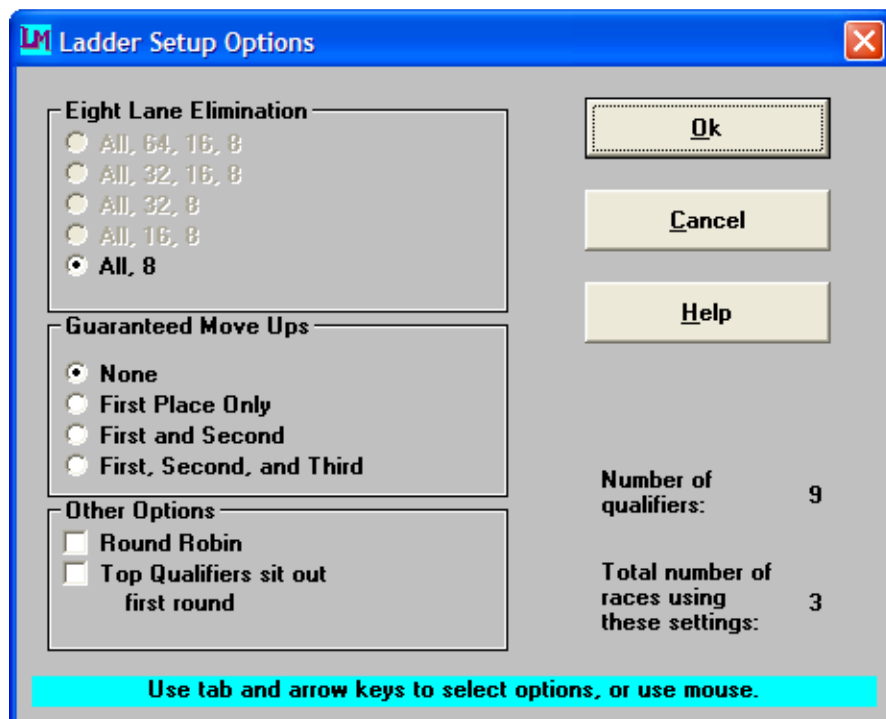 LM Ladder Setup Options
Eight Lane Elimination
All, 64, 16, 8
All, 32, 16, 8
All, 32, 8
All, 16, 8
All, 8
Guaranteed Move Ups
None
First Place Only
First and Second
First, Second, and Third
Other Options
Round Robin
Top Qualifiers sit out
first round
Ok
Cancel
Help
Number of
qualifiers:
9
Total number of
races using
these settings:
3
Use tab and arrow keys to select options, or use mouse.